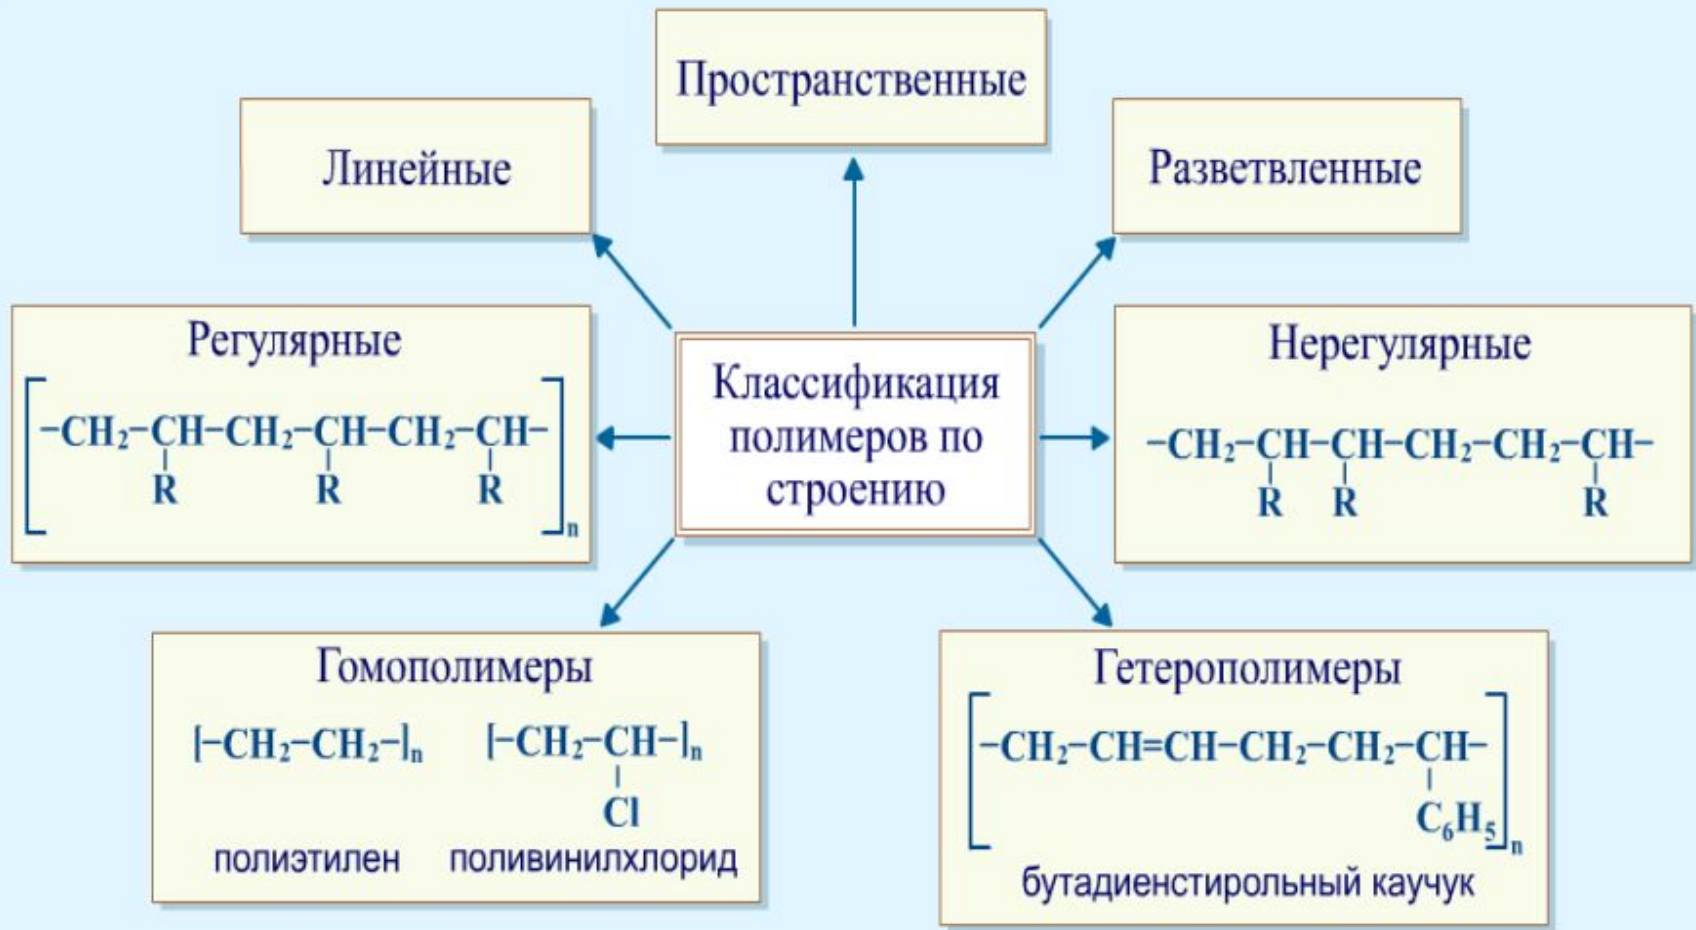 Пространственные
Линейные
Разветвленные
Регулярные
[-CH₂-CH-CH₂-CH-CH₂-CH-]n
R R R
Классификация
полимеров по
строению
Нерегулярные
-CH₂-CH-CH-CH₂-CH₂-CH-
R R R
Гомополимеры
[-CH₂-CH₂-]n [-CH₂-CH-]n
Cl
полиэтилен поливинилхлорид
Гетерополимеры
[-CH₂-CH=CH-CH₂-CH₂-CH-]n
C₆H₅
бутадиенстирольный каучук